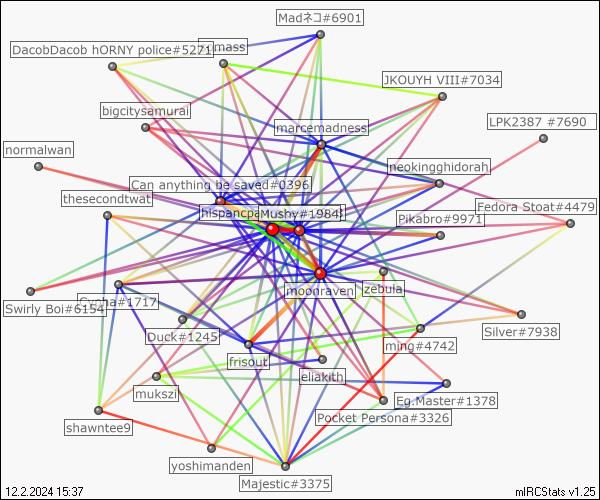 Madネコ#6901
DacobDacob hORNY police#5271
mass
JKOUYH VIII#7034
bigcitysamurai
LPK2387 #7690
marcemadness
normalwan
neokingghidorah
Can anything be saved#0396
thesecondtwat
Fedora Stoat#4479
hispancpa
Mushy#1984
Pikabro#9971
moonraven
zebuia
Swirly Boi#6154
#1717
Silver#7938
Duck#1245
ming#4742
frisout
eliakith
mukszi
Eg.Master#1378
Pocket Persona#3326
shawntee9
yoshimanden
Majestic#3375
12.2.2024 15:37
mIRCStats v1.25